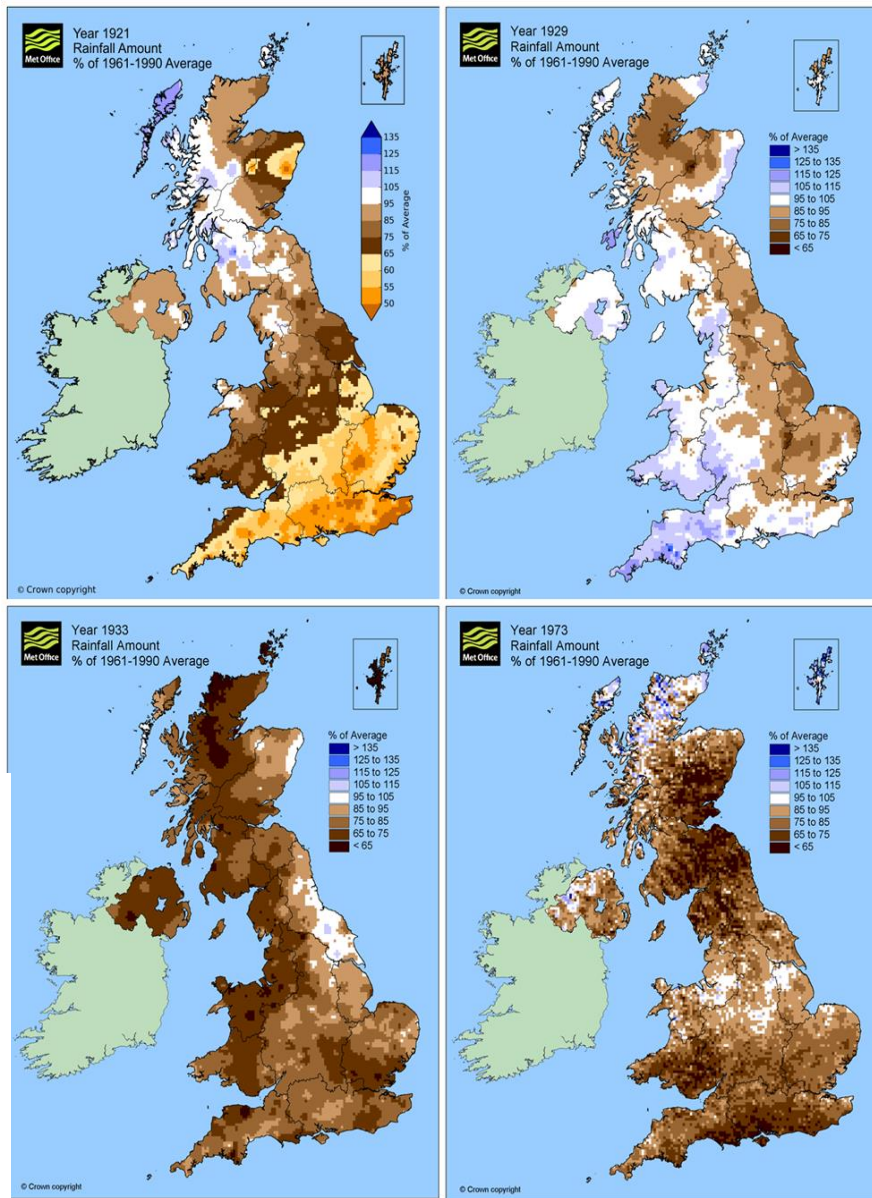 Met Office
Year 1921
Rainfall Amount
% of 1961-1990 Average
135
125
115
105
95
85
75
65
60
55
50
% of Average
© Crown copyright
Met Office
Year 1929
Rainfall Amount
% of 1961-1990 Average
% of Average
> 135
125 to 135
115 to 125
105 to 115
95 to 105
85 to 95
75 to 85
65 to 75
< 65
© Crown copyright
Met Office
Year 1933
Rainfall Amount
% of 1961-1990 Average
% of Average
> 135
125 to 135
115 to 125
105 to 115
95 to 105
85 to 95
75 to 85
65 to 75
< 65
© Crown copyright
Met Office
Year 1973
Rainfall Amount
% of 1961-1990 Average
% of Average
> 135
125 to 135
115 to 125
105 to 115
95 to 105
85 to 95
75 to 85
65 to 75
< 65
© Crown copyright